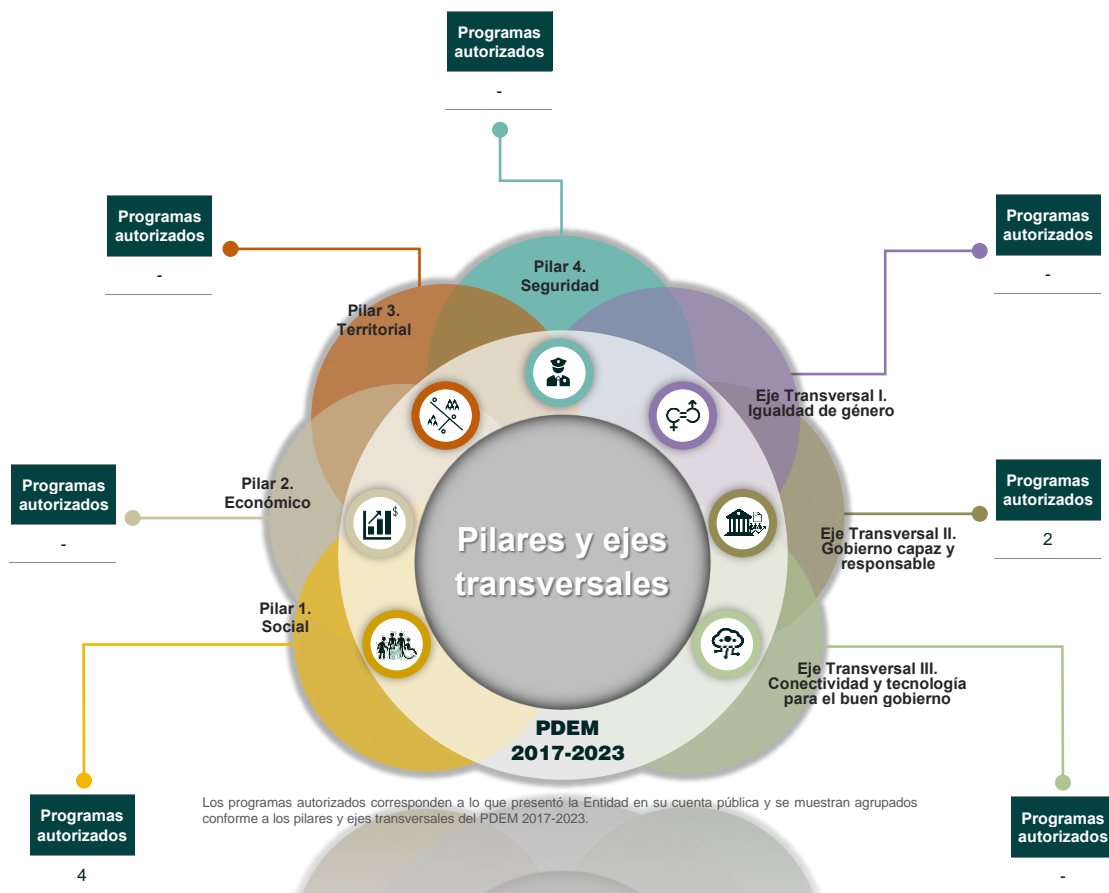 Programas
autorizados
-
Programas
autorizados
-
Programas
autorizados
-
Pilar 4.
Seguridad
Pilar 3.
Territorial
Eje Transversal I.
Igualdad de género
Programas
autorizados
-
Pilar 2.
Económico
$
Programas
autorizados
2
Eje Transversal II.
Gobierno capaz y
responsable
Pilares y ejes
transversales
Pilar 1.
Social
Eje Transversal III.
Conectividad y tecnología
para el buen gobierno
PDEM
2017-2023
Programas
autorizados
4
Los programas autorizados corresponden a lo que presentó la Entidad en su cuenta pública y se muestran agrupados
conforme a los pilares y ejes transversales del PDEM 2017-2023.
Programas
autorizados
-